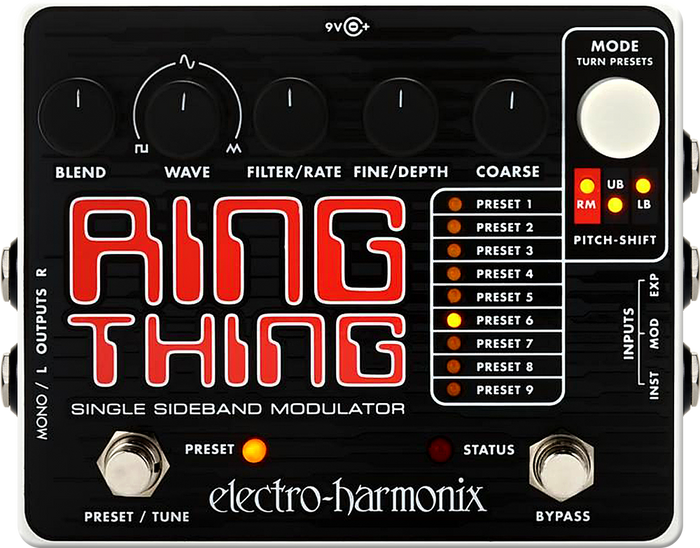 9V
MODE
TURN PRESETS
BLEND
WAVE
FILTER/RATE
FINE/DEPTH
COARSE
RM
UB
LB
PITCH-SHIFT
RING
THING
SINGLE SIDEBAND MODULATOR
PRESET 1
PRESET 2
PRESET 3
PRESET 4
PRESET 5
PRESET 6
PRESET 7
PRESET 8
PRESET 9
MONO / L OUTPUTS R
INPUTS
INST MOD EXP
PRESET
STATUS
electro-harmonix
PRESET / TUNE
BYPASS